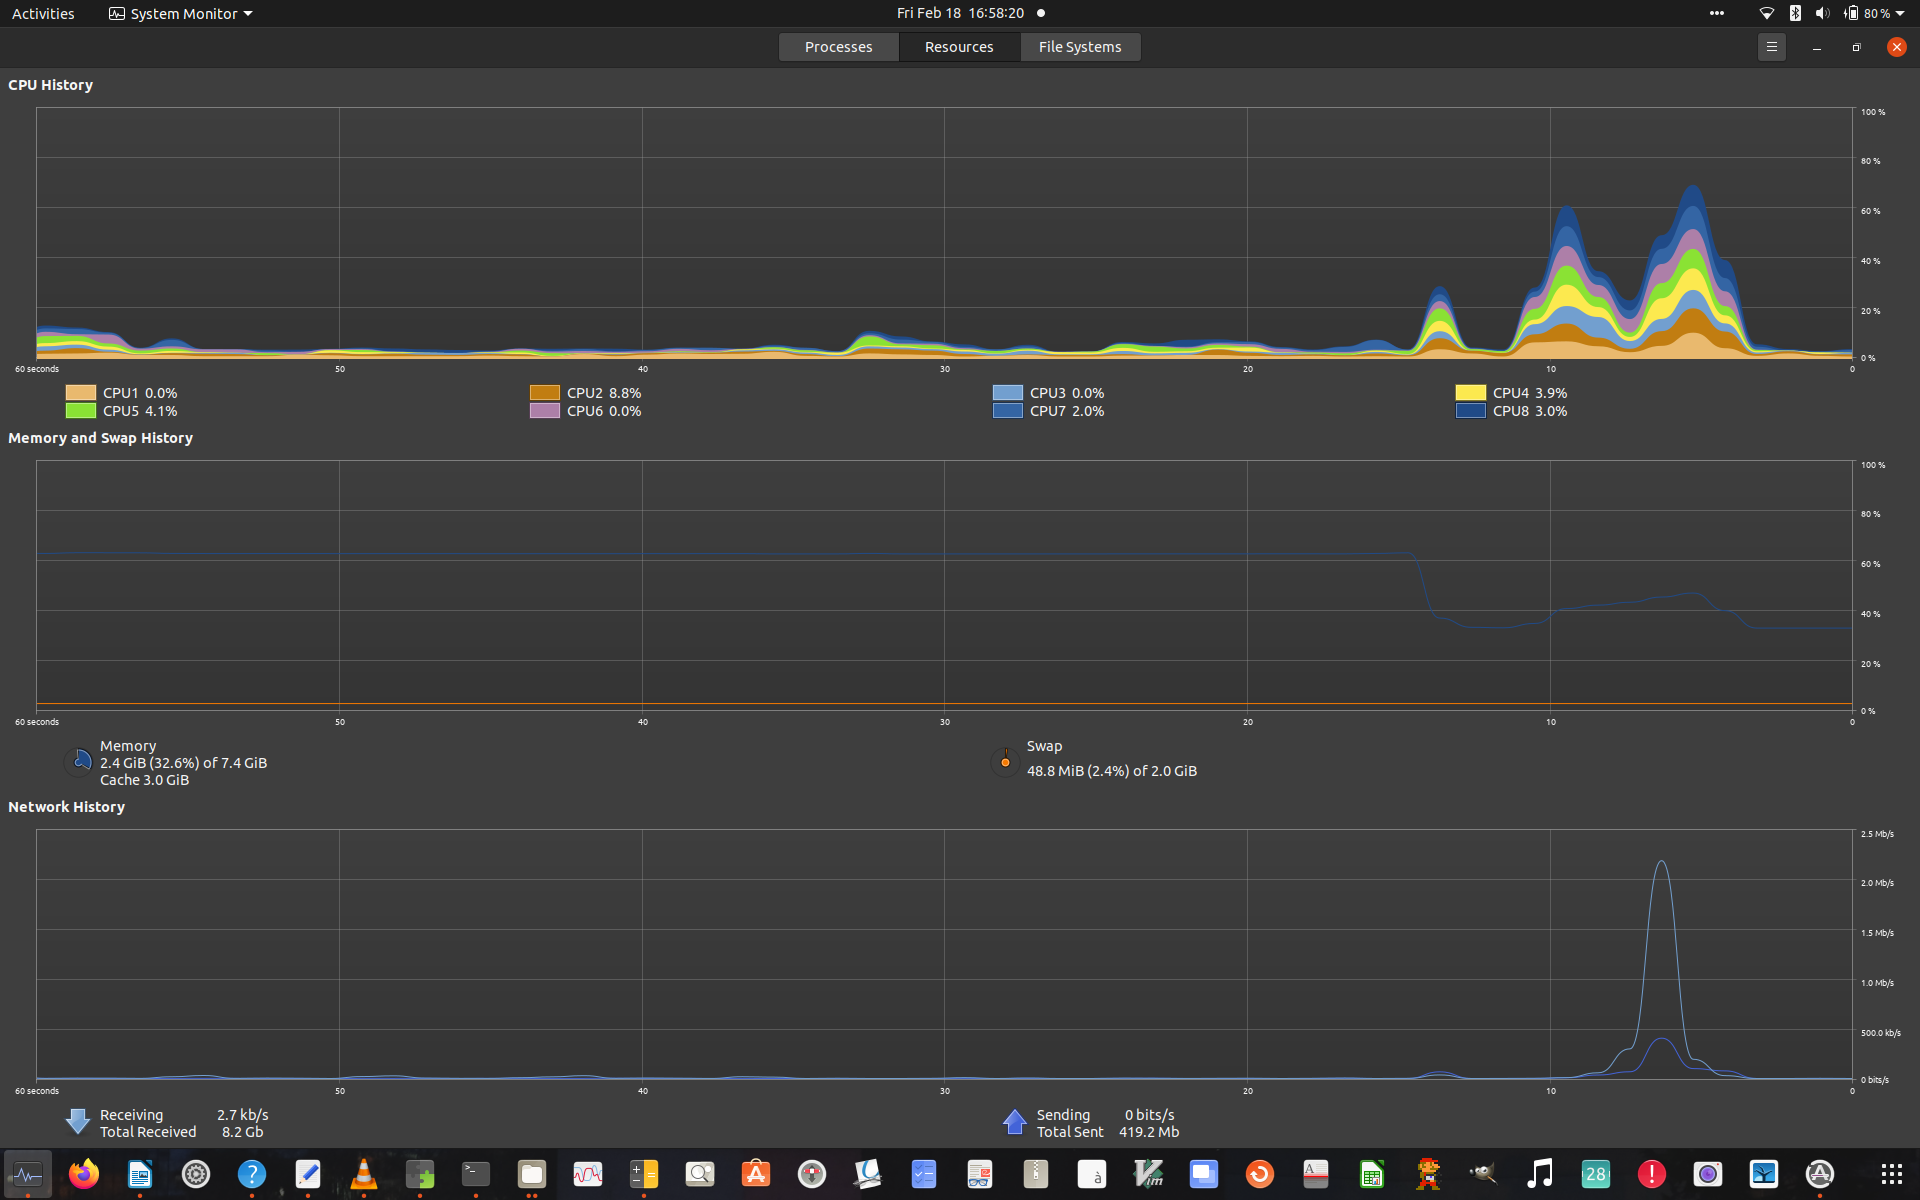 Activities System Monitor Fri Feb 18 16:58:20 80 %
Processes Resources File Systems
CPU History
100 %
80 %
60 %
40 %
20 %
0 %
60 seconds 50 40 30 20 10 0
CPU1 0.0% CPU2 8.8% CPU3 0.0% CPU4 3.9%
CPU5 4.1% CPU6 0.0% CPU7 2.0% CPU8 3.0%
Memory and Swap History
100 %
80 %
60 %
40 %
20 %
0 %
60 seconds 50 40 30 20 10 0
Memory
2.4 GiB (32.6%) of 7.4 GiB
Cache 3.0 GiB
Swap
48.8 MiB (2.4%) of 2.0 GiB
Network History
2.5 Mb/s
2.0 Mb/s
1.5 Mb/s
1.0 Mb/s
500.0 kb/s
0 bits/s
60 seconds 50 40 30 20 10 0
Receiving 2.7 kb/s
Total Received 8.2 Gb
Sending 0 bits/s
Total Sent 419.2 Mb
28